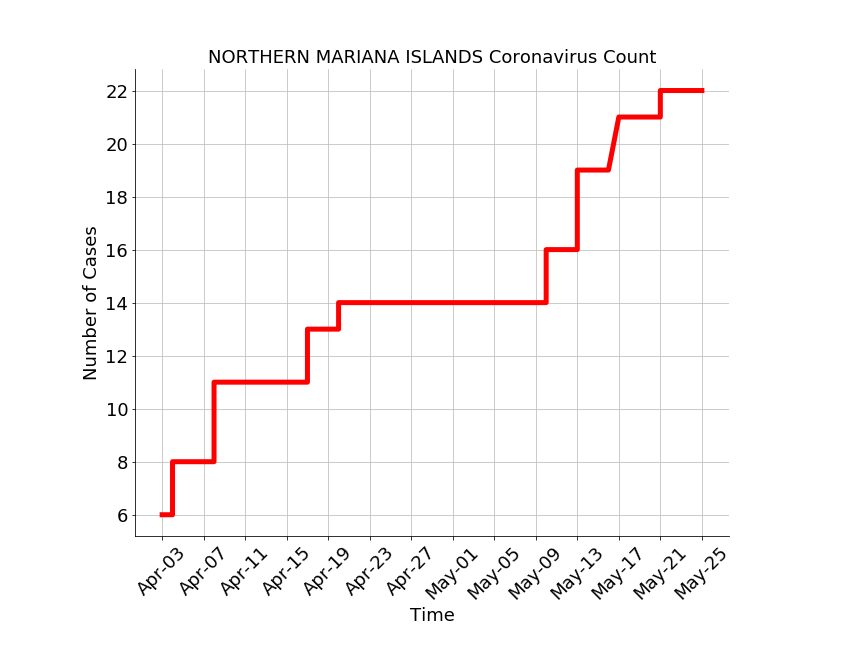 NORTHERN MARIANA ISLANDS Coronavirus Count
22
20
18
16
14
12
10
8
6
Number of Cases
Apr-03
Apr-07
Apr-11
Apr-15
Apr-19
Apr-23
Apr-27
May-01
May-05
May-09
May-13
May-17
May-21
May-25
Time